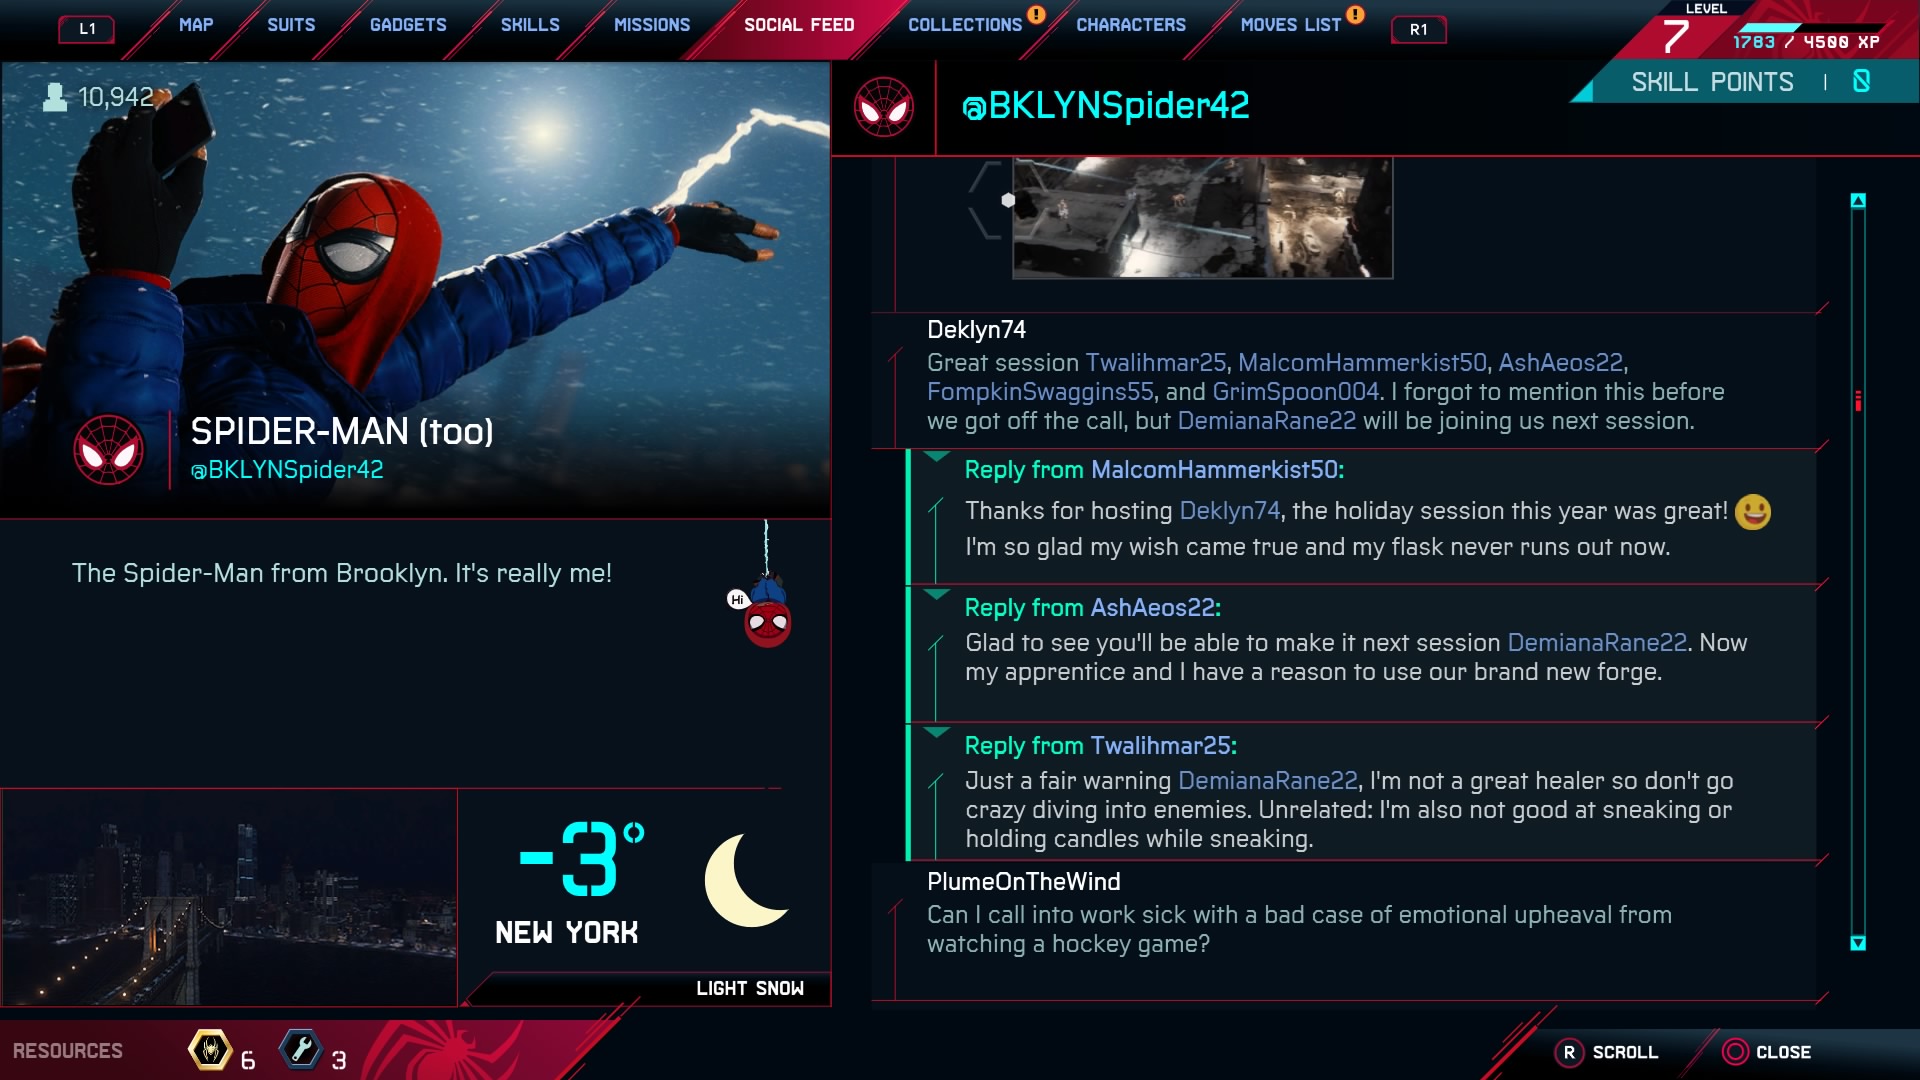 L1
MAP
SUITS
GADGETS
SKILLS
MISSIONS
SOCIAL FEED
COLLECTIONS
!
CHARACTERS
MOVES LIST
!
R1
LEVEL
7
1783 / 4500 XP
SKILL POINTS | 0
10,942
SPIDER-MAN (too)
@BKLYNSpider42
The Spider-Man from Brooklyn. It's really me!
Hi
-3°
NEW YORK
LIGHT SNOW
@BKLYNSpider42
Deklyn74
Great session Twalihmar25, MalcomHammerkist50, AshAeos22,
FompkinSwaggins55, and GrimSpoon004. I forgot to mention this before
we got off the call, but DemianaRane22 will be joining us next session.
Reply from MalcomHammerkist50:
Thanks for hosting Deklyn74, the holiday session this year was great!
I'm so glad my wish came true and my flask never runs out now.
Reply from AshAeos22:
Glad to see you'll be able to make it next session DemianaRane22. Now
my apprentice and I have a reason to use our brand new forge.
Reply from Twalihmar25:
Just a fair warning DemianaRane22, I'm not a great healer so don't go
crazy diving into enemies. Unrelated: I'm also not good at sneaking or
holding candles while sneaking.
PlumeOnTheWind
Can I call into work sick with a bad case of emotional upheaval from
watching a hockey game?
RESOURCES
6
3
R SCROLL
CLOSE